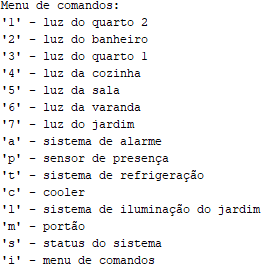 Menu de comandos:
'1' - luz do quarto 2
'2' - luz do banheiro
'3' - luz do quarto 1
'4' - luz da cozinha
'5' - luz da sala
'6' - luz da varanda
'7' - luz do jardim
'a' - sistema de alarme
'p' - sensor de presença
't' - sistema de refrigeração
'c' - cooler
'l' - sistema de iluminação do jardim
'm' - portão
's' - status do sistema
'i' - menu de comandos